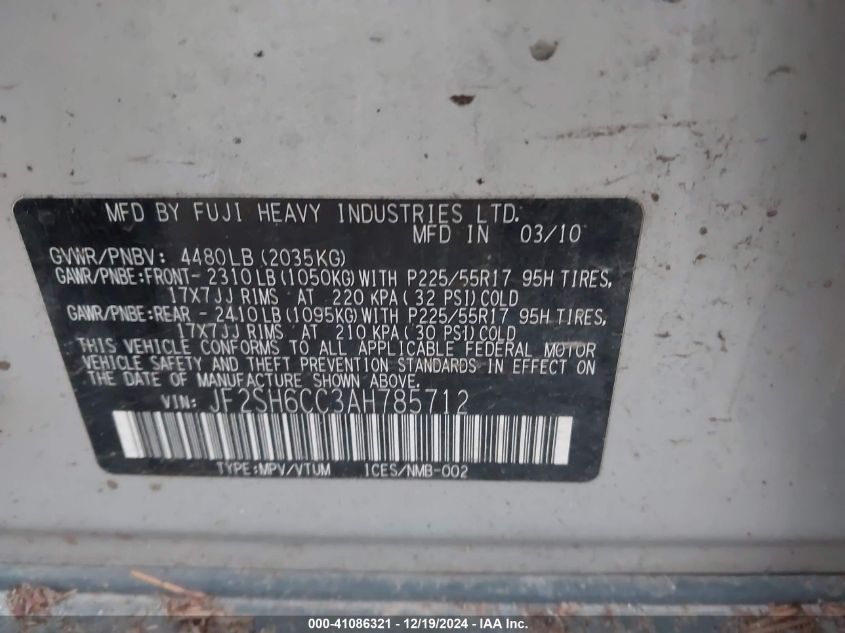 MFD BY FUJI HEAVY INDUSTRIES LTD.
MFD IN 03/10
GVWR/PNBV: 4480LB (2035KG)
GAWR/PNBE:FRONT- 2310LB(1050KG)WITH P225/55R17 95H TIRES,
17X7JJ RIMS AT 220 KPA( 32 PSI)COLD
GAWR/PNBE:REAR - 2410LB(1095KG)WITH P225/55R17 95H TIRES,
17X7JJ RIMS AT 210 KPA( 30 PSI)COLD
THIS VEHICLE CONFORMS TO ALL APPLICABLE FEDERAL MOTOR
VEHICLE SAFETY AND THEFT PREVENTION STANDARDS IN EFFECT ON
THE DATE OF MANUFACTURE SHOWN ABOVE.
VIN: JF2SH6CC3AH785712
TYPE:MPV/VTUM 1CES/NMB-002
000-41086321 - 12/19/2024 - IAA Inc.